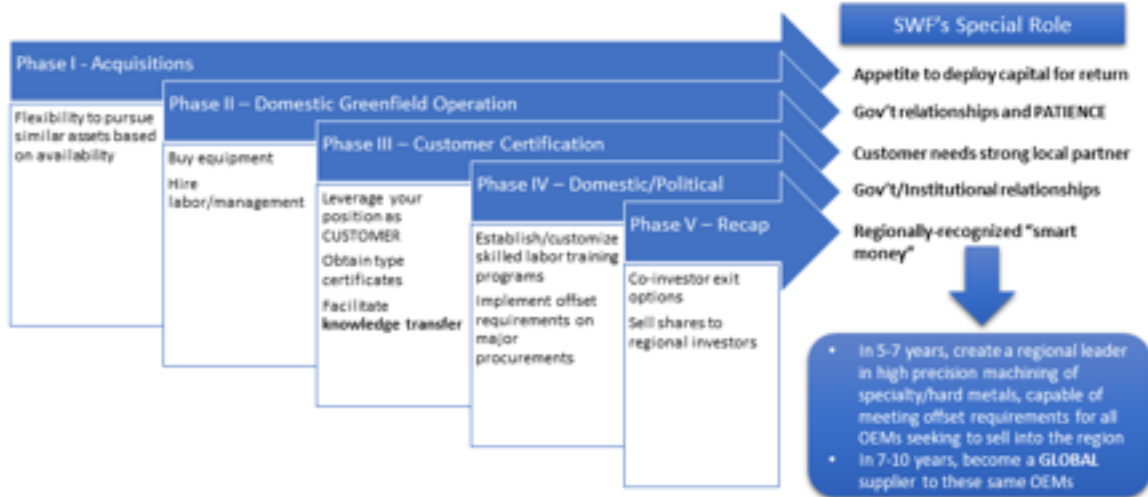 SWF's Special Role
Phase I - Acquisitions
Appetite to deploy capital for return
Flexibility to pursue
similar assets based
on availability
Phase II – Domestic Greenfield Operation
Gov't relationships and PATIENCE
Buy equipment
Hire
labor/management
Phase III – Customer Certification
Customer needs strong local partner
Leverage your
position as
CUSTOMER
Obtain type
certificates
Facilitate
knowledge transfer
Phase IV – Domestic/Political
Gov't/Institutional relationships
Establish/customize
skilled labor training
programs
Implement offset
requirements on
major
procurements
Phase V – Recap
Regionally-recognized "smart
money"
Co-investor exit
options
Sell shares to
regional investors
• In 5-7 years, create a regional leader
in high precision machining of
specialty/hard metals, capable of
meeting offset requirements for all
OEMs seeking to sell into the region
• In 7-10 years, become a GLOBAL
supplier to these same OEMs